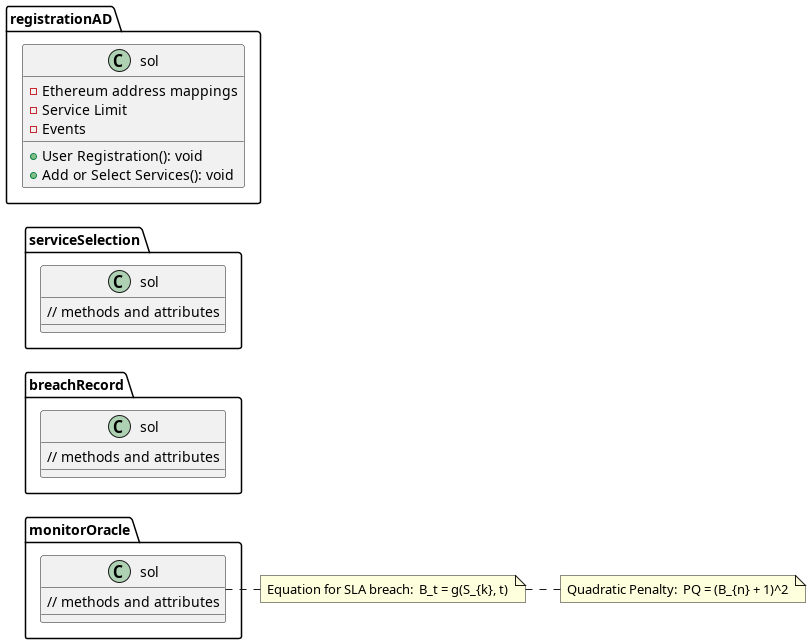 registrationAD
C sol
Ethereum address mappings
Service Limit
Events
User Registration(): void
Add or Select Services(): void
serviceSelection
C sol
// methods and attributes
breachRecord
C sol
// methods and attributes
monitorOracle
C sol
// methods and attributes
Equation for SLA breach: B_t = g(S_{k}, t)
Quadratic Penalty: PQ = (B_{n} + 1)^2